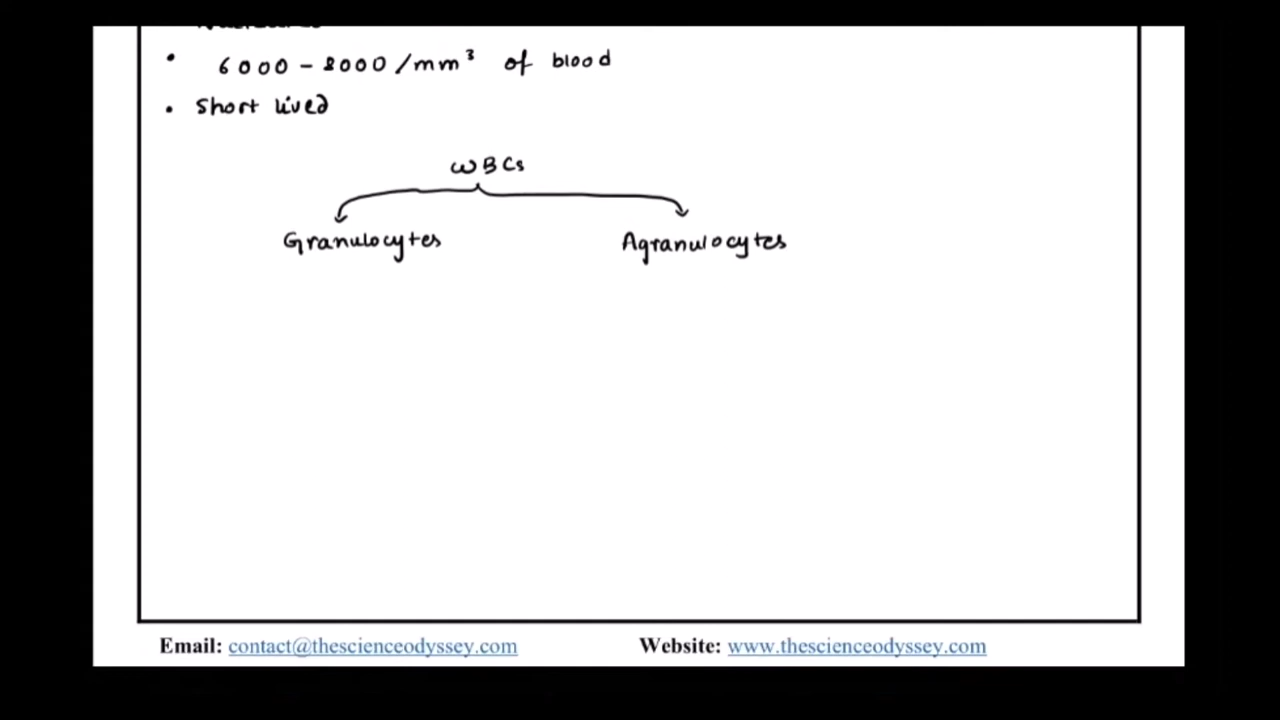 • 6000 - 8000 /mm³ of blood
• Short lived
WBCs
Granulocytes Agranulocytes
Email: contact@thescienceodyssey.com Website: www.thescienceodyssey.com